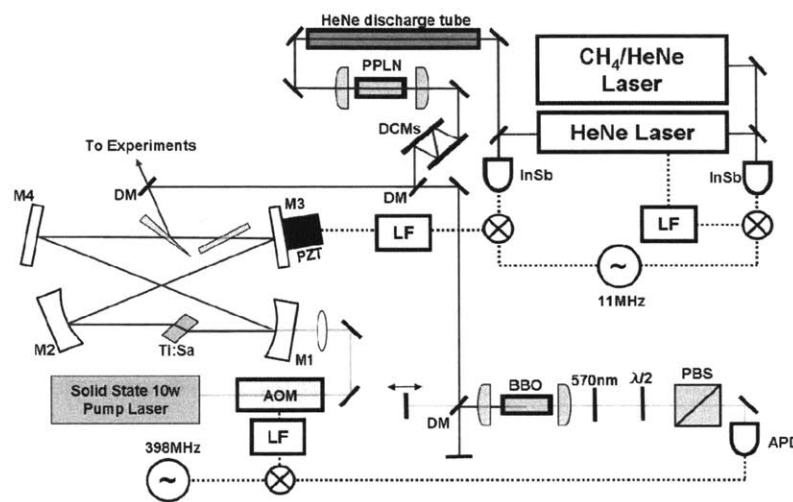 HeNe discharge tube
PPLN
CH4/HeNe
Laser
DCMs
HeNe Laser
To Experiments
InSb
InSb
DM
DM
M4
M3
PZT
LF
LF
~
11MHz
M2
Ti:Sa
M1
Solid State 10w
Pump Laser
AOM
BBO
570nm
λ/2
PBS
DM
LF
APD
398MHz
~